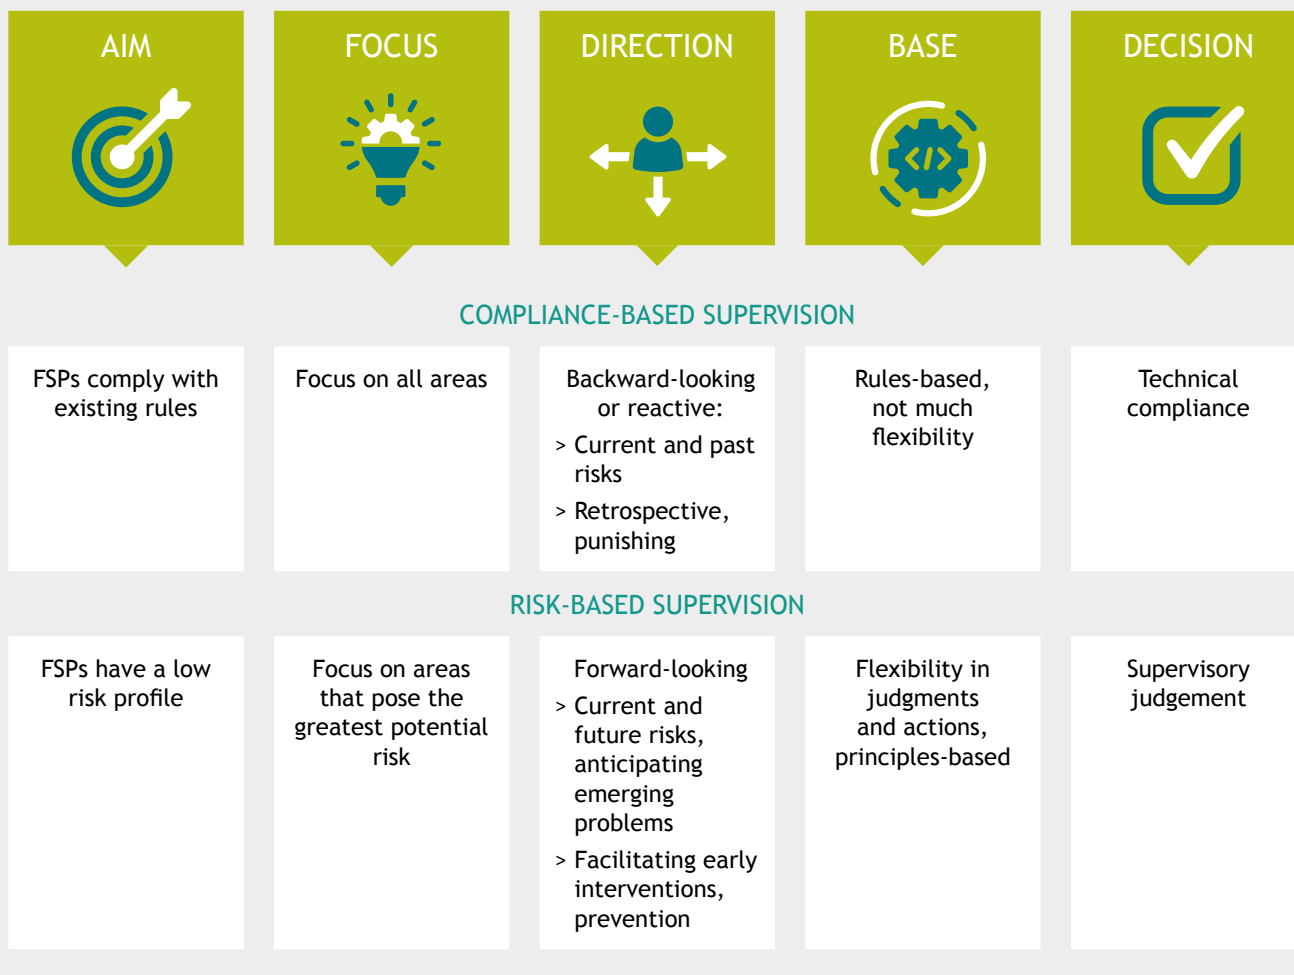 AIM
FOCUS
DIRECTION
BASE
DECISION
</>
COMPLIANCE-BASED SUPERVISION
FSPs comply with
existing rules
Focus on all areas
Backward-looking
or reactive:
> Current and past
risks
> Retrospective,
punishing
Rules-based,
not much
flexibility
Technical
compliance
RISK-BASED SUPERVISION
FSPs have a low
risk profile
Focus on areas
that pose the
greatest potential
risk
Forward-looking
> Current and
future risks,
anticipating
emerging
problems
> Facilitating early
interventions,
prevention
Flexibility in
judgments
and actions,
principles-based
Supervisory
judgement